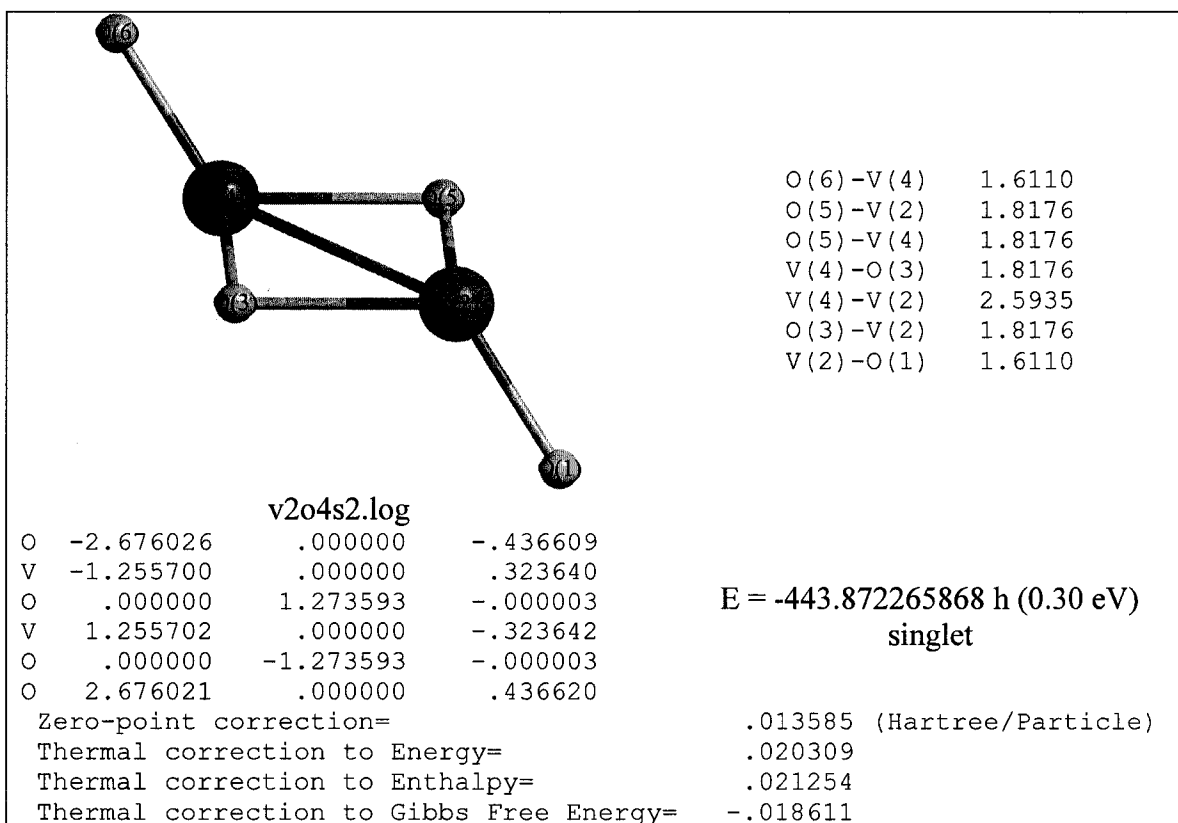 (6
(5
(3
(1
O(6)-V(4) 1.6110
O(5)-V(2) 1.8176
O(5)-V(4) 1.8176
V(4)-O(3) 1.8176
V(4)-V(2) 2.5935
O(3)-V(2) 1.8176
V(2)-O(1) 1.6110
v2o4s2.log
O -2.676026 .000000 -.436609
V -1.255700 .000000 .323640
O .000000 1.273593 -.000003
V 1.255702 .000000 -.323642
O .000000 -1.273593 -.000003
O 2.676021 .000000 .436620
E = -443.872265868 h (0.30 eV)
singlet
Zero-point correction= .013585 (Hartree/Particle)
Thermal correction to Energy= .020309
Thermal correction to Enthalpy= .021254
Thermal correction to Gibbs Free Energy= -.018611